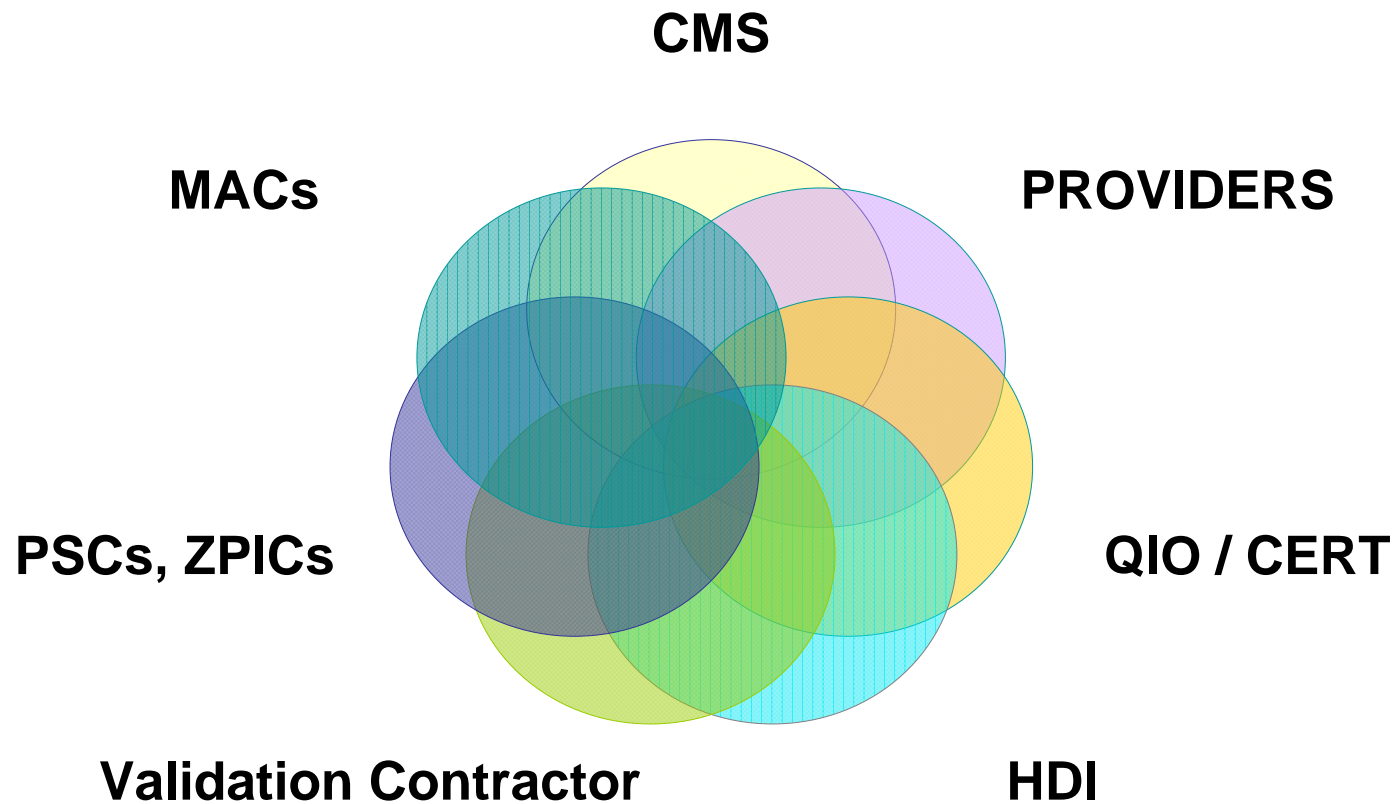 CMS
MACs
PROVIDERS
PSCs, ZPICs
QIO / CERT
Validation Contractor
HDI